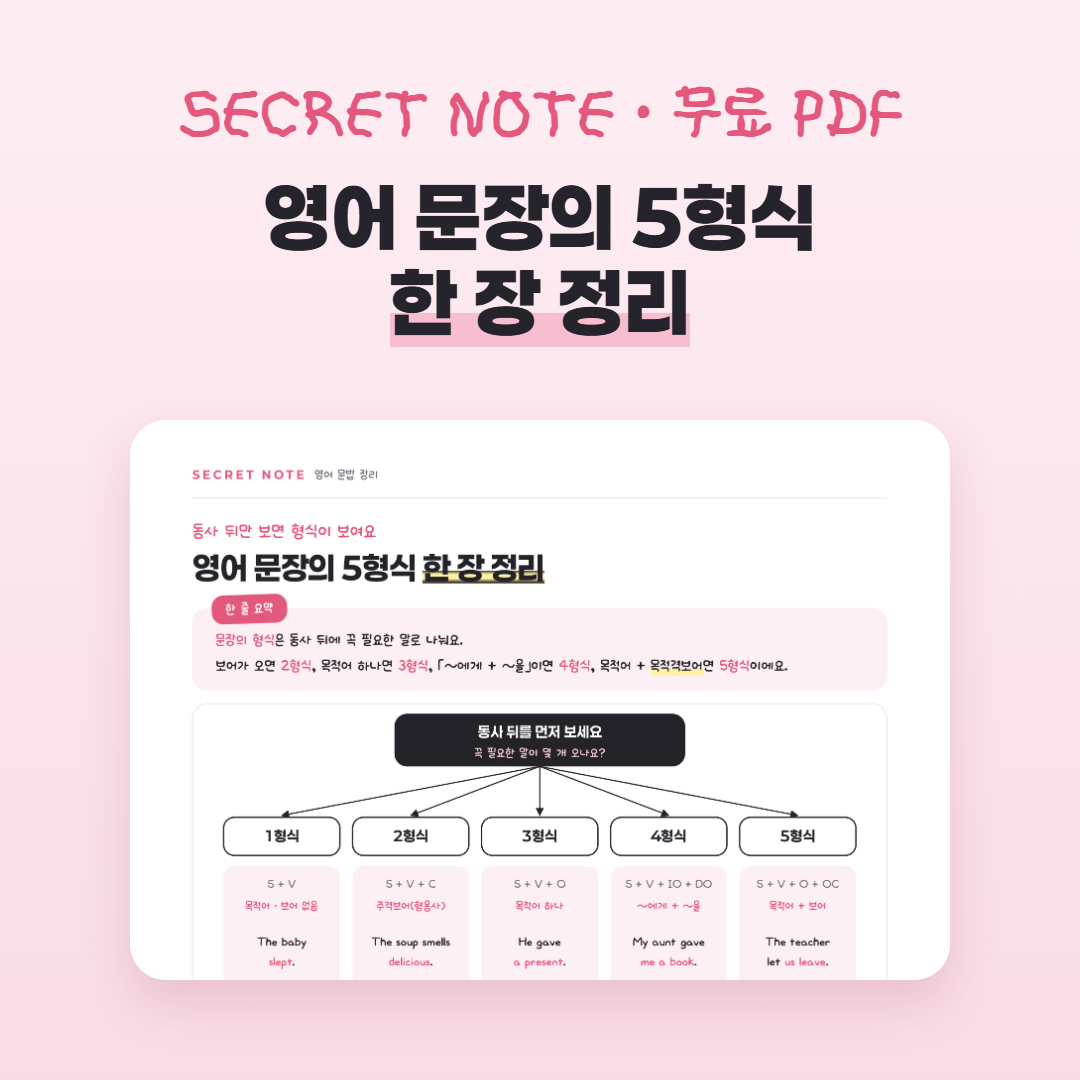 SECRET NOTE · 무료 PDF
영어 문장의 5형식
한 장 정리
SECRET NOTE 영어 문법 정리
동사 뒤만 보면 형식이 보여요
영어 문장의 5형식 한 장 정리
한 줄 요약
문장의 형식은 동사 뒤에 꼭 필요한 말로 나눠요.
보어가 오면 2형식, 목적어 하나면 3형식, 「~에게 + ~을」이면 4형식, 목적어 + 목적격보어면 5형식이에요.
동사 뒤를 먼저 보세요
꼭 필요한 말이 몇 개 오나요?
1형식 2형식 3형식 4형식 5형식
S + V S + V + C S + V + O S + V + IO + DO S + V + O + OC
목적어 · 보어 없음 주격보어(형용사) 목적어 하나 ~에게 + ~을 목적어 + 보어
The baby The soup smells He gave My aunt gave The teacher
slept. delicious. a present. me a book. let us leave.